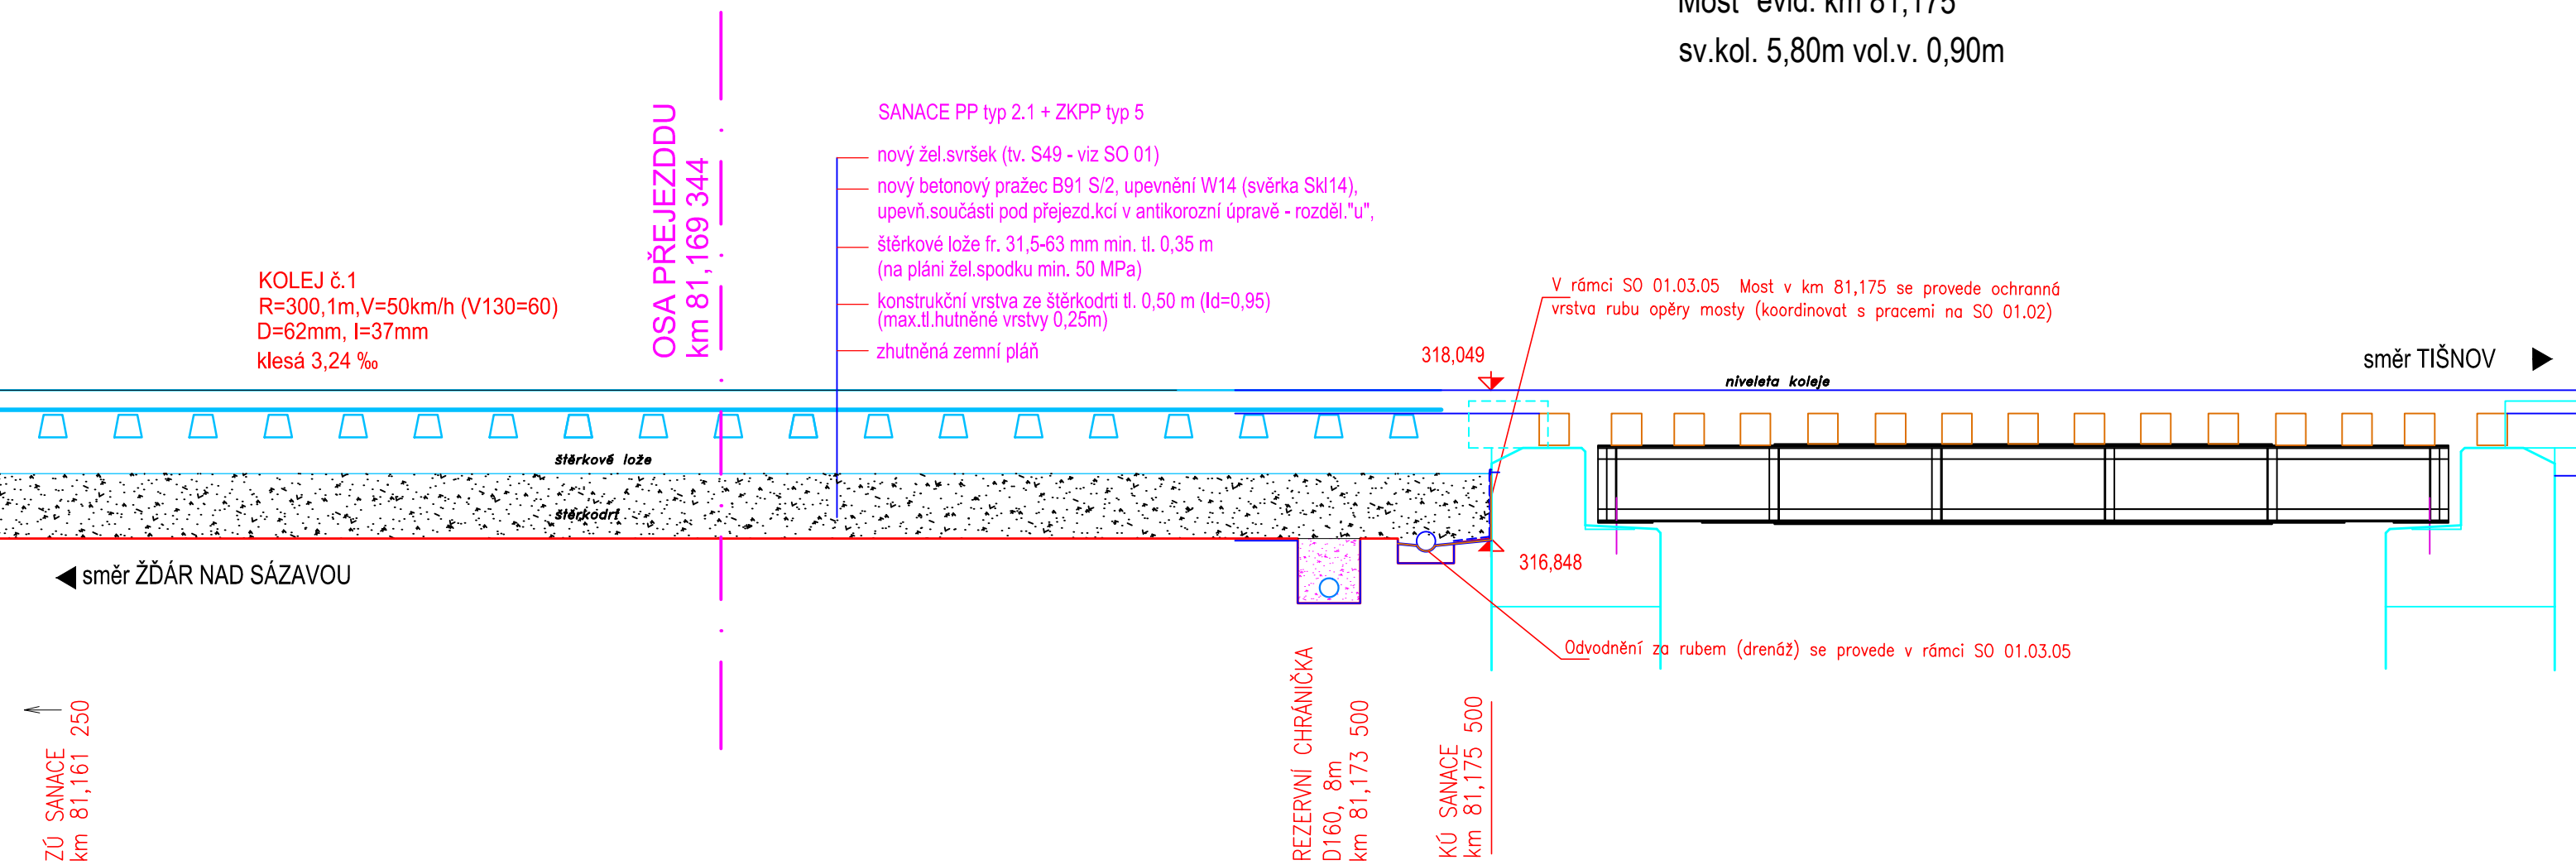 Most evid. km 81,175
sv.kol. 5,80m vol.v. 0,90m
OSA PŘEJEZDDU
km 81,169 344
SANACE PP typ 2.1 + ZKPP typ 5
nový žel.svršek (tv. S49 - viz SO 01)
nový betonový pražec B91 S/2, upevnění W14 (svěrka Skl14),
upevň.součásti pod přejezd.kcí v antikorozní úpravě - rozděl."u",
štěrkové lože fr. 31,5-63 mm min. tl. 0,35 m
(na pláni žel.spodku min. 50 MPa)
konstrukční vrstva ze štěrkodrti tl. 0,50 m (Id=0,95)
(max.tl.hutněné vrstvy 0,25m)
zhutněná zemní pláň
KOLEJ č.1
R=300,1m,V=50km/h (V130=60)
D=62mm, I=37mm
klesá 3,24 ‰
V rámci SO 01.03.05 Most v km 81,175 se provede ochranná
vrstva rubu opěry mosty (koordinovat s pracemi na SO 01.02)
318,049
směr TIŠNOV
niveleta koleje
štěrkové lože
štěrkodrť
316,848
směr ŽĎÁR NAD SÁZAVOU
Odvodnění za rubem (drenáž) se provede v rámci SO 01.03.05
ZÚ SANACE
km 81,161 250
REZERVNÍ CHRÁNIČKA
D160, 8m
km 81,173 500
KÚ SANACE
km 81,175 500